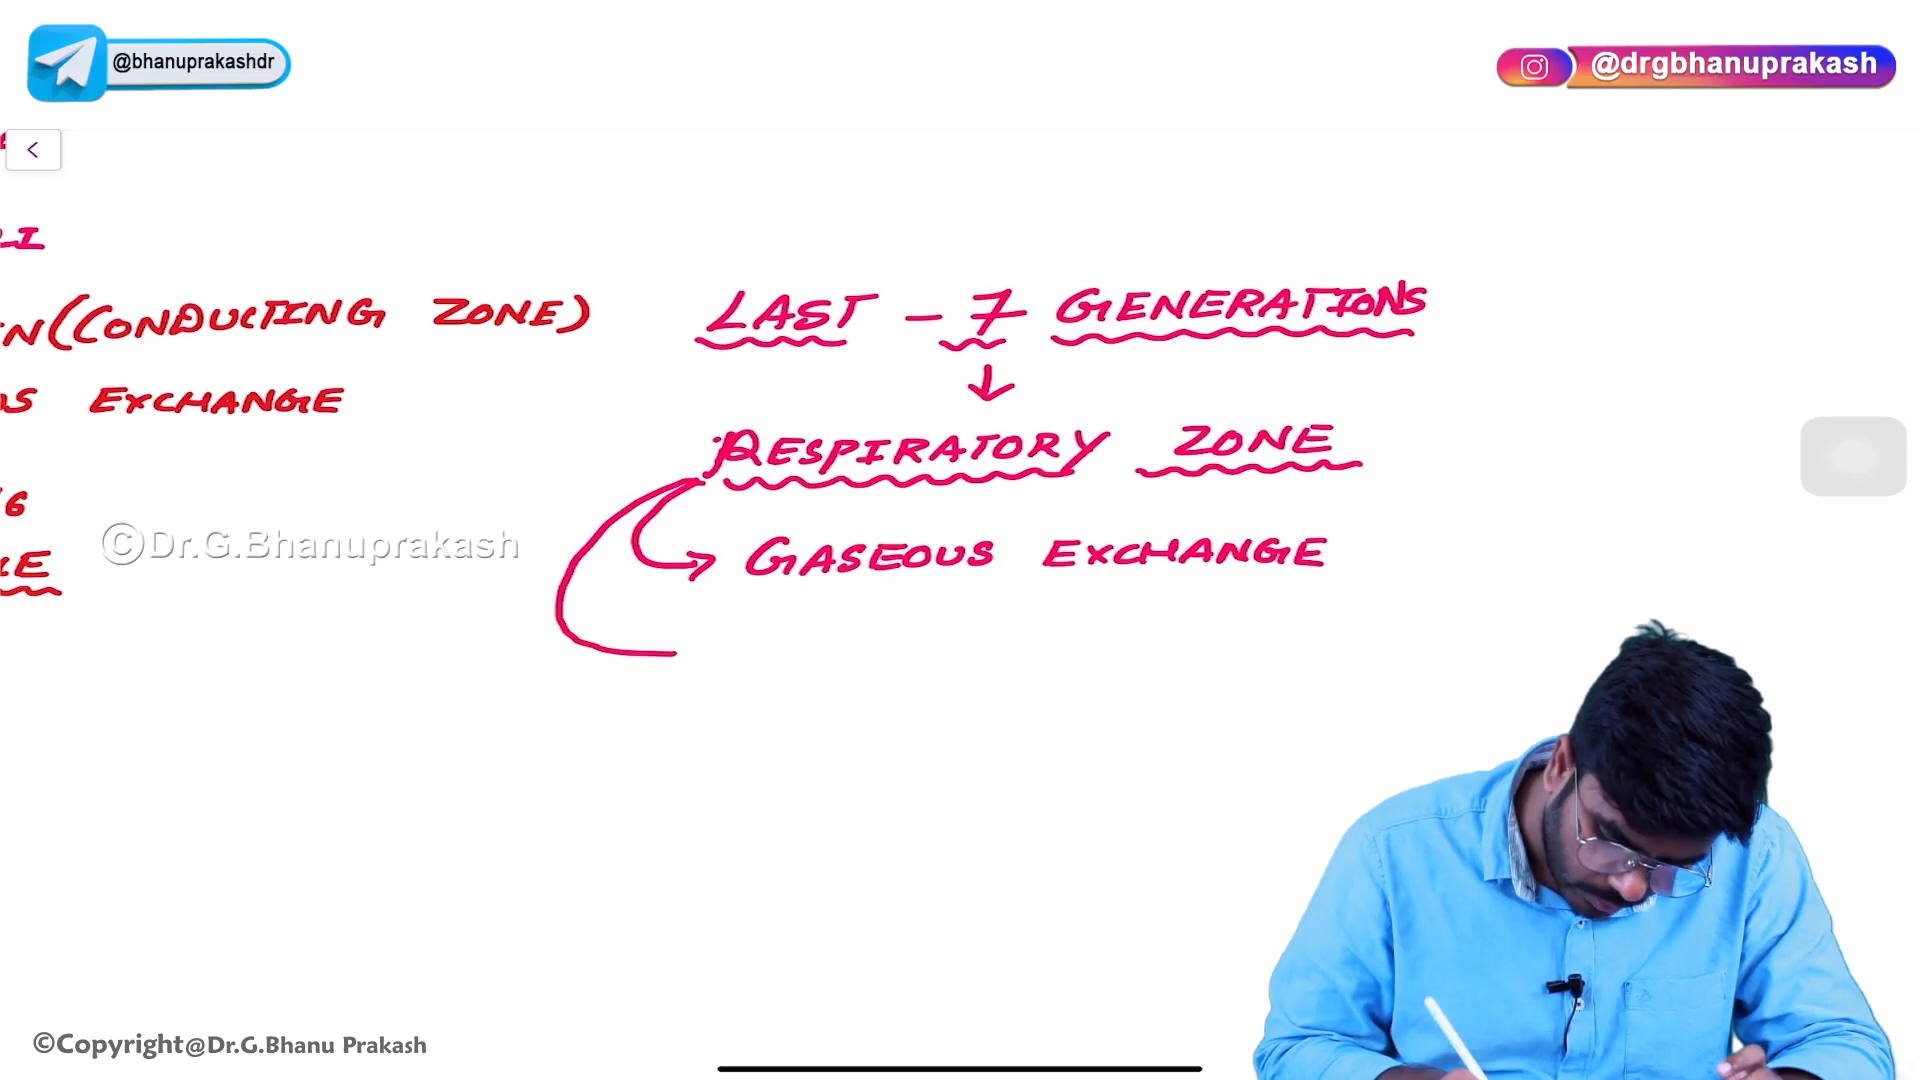 @bhanuprakashdr
@drgbhanuprakash
(CONDUCTING ZONE)
EXCHANGE
©Dr.G.Bhanuprakash
LAST - 7 GENERATIONS
↓
RESPIRATORY ZONE
→ GASEOUS EXCHANGE
©Copyright@Dr.G.Bhanu Prakash